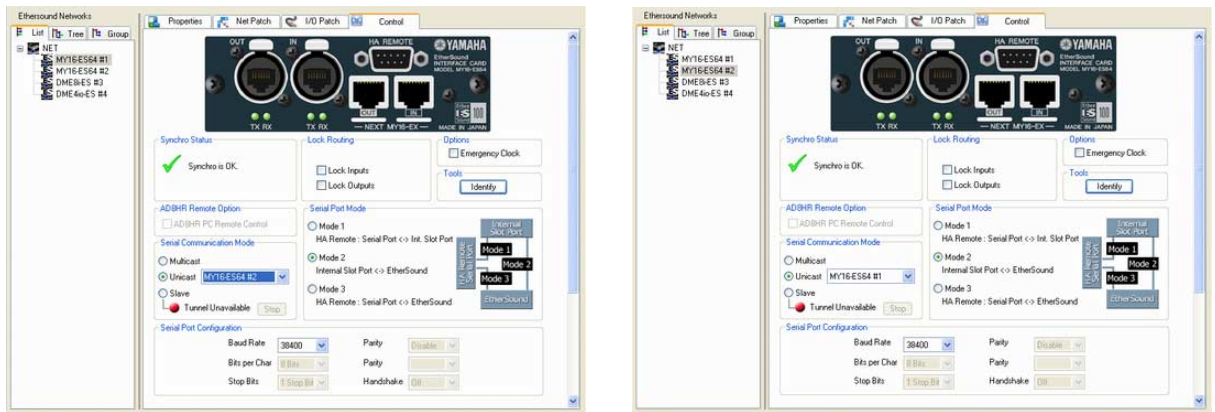 Ethersound Networks
List Tree Group
NET
MY16-ES64 #1
MY16-ES64 #2
DME8i-ES #3
DME4io-ES #4
Properties Net Patch I/O Patch Control
OUT IN HA REMOTE YAMAHA
EtherSound
INTERFACE CARD
MODEL MY16-ES64
OUT IN
TX RX TX RX NEXT MY16-EX MADE IN JAPAN
Ether ES 100
Synchro Status
Synchro is OK.
Lock Routing
Lock Inputs
Lock Outputs
Options
Emergency Clock
Tools
Identify
AD8HR Remote Option
AD8HR PC Remote Control
Serial Communication Mode
Multicast
Unicast MY16-ES64 #2
Slave
Tunnel Unavailable Stop
Serial Port Mode
Mode 1
HA Remote : Serial Port <-> Int. Slot Port
Mode 2
Internal Slot Port <-> EtherSound
Mode 3
HA Remote : Serial Port <-> EtherSound
Internal
Slot Port
HA Remote
Serial Port
Mode 1
Mode 2
Mode 3
EtherSound
Serial Port Configuration
Baud Rate 38400 Parity Disable
Bits per Char 8 Bits Parity
Stop Bits 1 Stop Bit Handshake Off
Ethersound Networks
List Tree Group
NET
MY16-ES64 #1
MY16-ES64 #2
DME8i-ES #3
DME4io-ES #4
Properties Net Patch I/O Patch Control
OUT IN HA REMOTE YAMAHA
EtherSound
INTERFACE CARD
MODEL MY16-ES64
OUT IN
TX RX TX RX NEXT MY16-EX MADE IN JAPAN
Ether ES 100
Synchro Status
Synchro is OK.
Lock Routing
Lock Inputs
Lock Outputs
Options
Emergency Clock
Tools
Identify
AD8HR Remote Option
AD8HR PC Remote Control
Serial Communication Mode
Multicast
Unicast MY16-ES64 #1
Slave
Tunnel Unavailable Stop
Serial Port Mode
Mode 1
HA Remote : Serial Port <-> Int. Slot Port
Mode 2
Internal Slot Port <-> EtherSound
Mode 3
HA Remote : Serial Port <-> EtherSound
Internal
Slot Port
HA Remote
Serial Port
Mode 1
Mode 2
Mode 3
EtherSound
Serial Port Configuration
Baud Rate 38400 Parity Disable
Bits per Char 8 Bits Parity
Stop Bits 1 Stop Bit Handshake Off